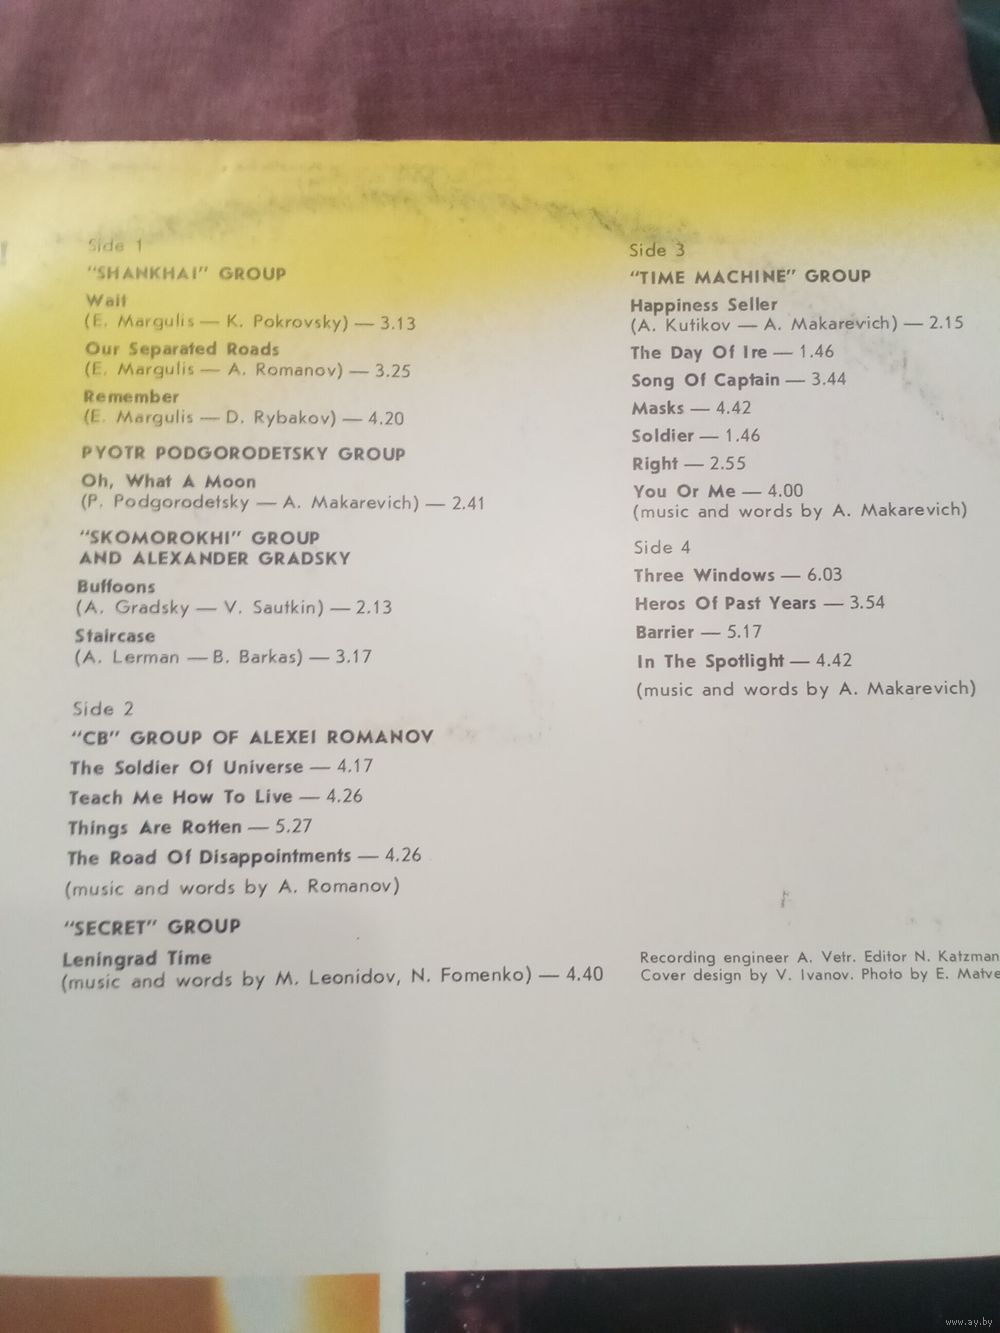 Side 1
"SHANKHAI" GROUP
Wait
(E. Margulis — K. Pokrovsky) — 3.13
Our Separated Roads
(E. Margulis — A. Romanov) — 3.25
Remember
(E. Margulis — D. Rybakov) — 4.20
PYOTR PODGORODETSKY GROUP
Oh, What A Moon
(P. Podgorodetsky — A. Makarevich) — 2.41
"SKOMOROKHI" GROUP
AND ALEXANDER GRADSKY
Buffoons
(A. Gradsky — V. Sautkin) — 2.13
Staircase
(A. Lerman — B. Barkas) — 3.17
Side 2
"CB" GROUP OF ALEXEI ROMANOV
The Soldier Of Universe — 4.17
Teach Me How To Live — 4.26
Things Are Rotten — 5.27
The Road Of Disappointments — 4.26
(music and words by A. Romanov)
"SECRET" GROUP
Leningrad Time
(music and words by M. Leonidov, N. Fomenko) — 4.40
Side 3
"TIME MACHINE" GROUP
Happiness Seller
(A. Kutikov — A. Makarevich) — 2.15
The Day Of Ire — 1.46
Song Of Captain — 3.44
Masks — 4.42
Soldier — 1.46
Right — 2.55
You Or Me — 4.00
(music and words by A. Makarevich)
Side 4
Three Windows — 6.03
Heros Of Past Years — 3.54
Barrier — 5.17
In The Spotlight — 4.42
(music and words by A. Makarevich)
Recording engineer A. Vetr. Editor N. Katzman
Cover design by V. Ivanov. Photo by E. Matve
www.ay.by